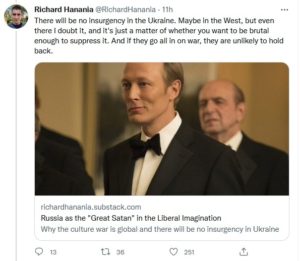 Richard Hanania @RichardHanania · 11h
There will be no insurgency in the Ukraine. Maybe in the West, but even
there I doubt it, and it's just a matter of whether you want to be brutal
enough to suppress it. And if they go all in on war, they are unlikely to hold
back.
richardhanania.substack.com
Russia as the "Great Satan" in the Liberal Imagination
Why the culture war is global and there will be no insurgency in Ukraine
13 36 251